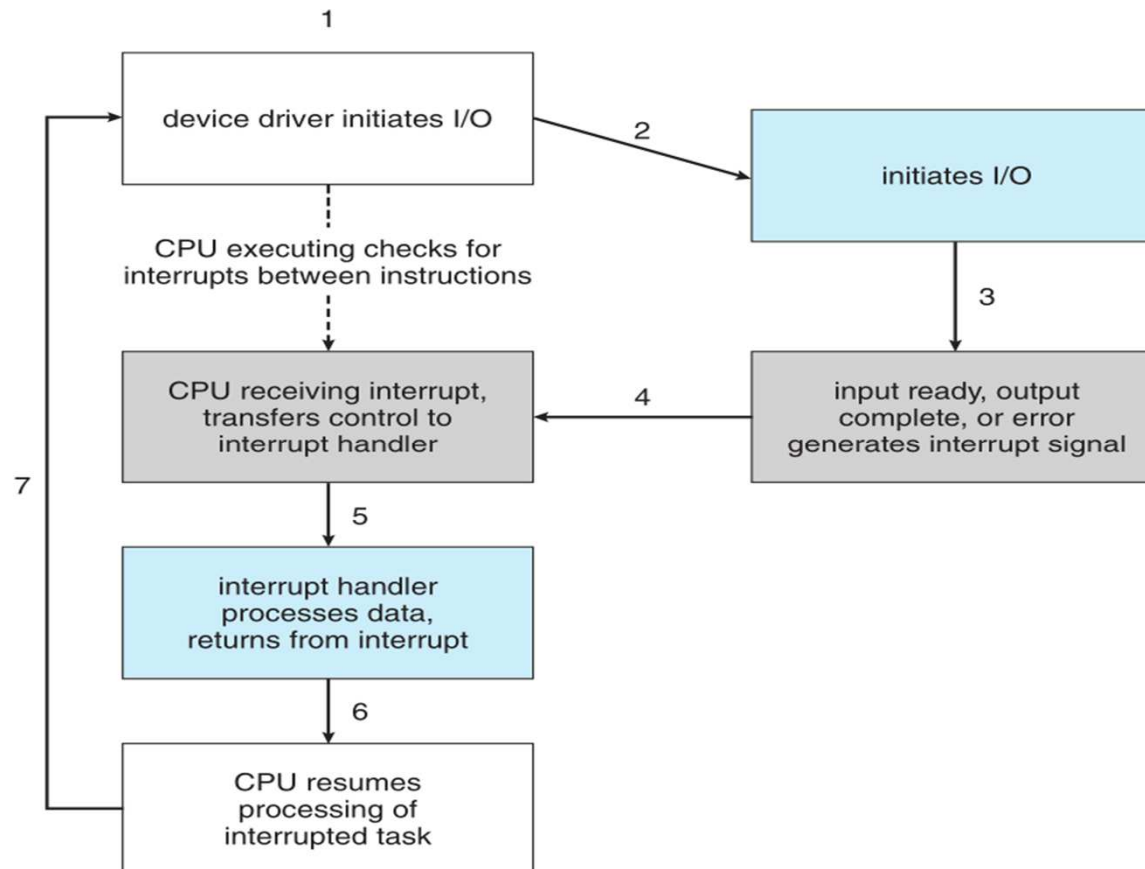 1
device driver initiates I/O
2
initiates I/O
CPU executing checks for
interrupts between instructions
3
CPU receiving interrupt,
transfers control to
interrupt handler
4
input ready, output
complete, or error
generates interrupt signal
7
5
interrupt handler
processes data,
returns from interrupt
6
CPU resumes
processing of
interrupted task